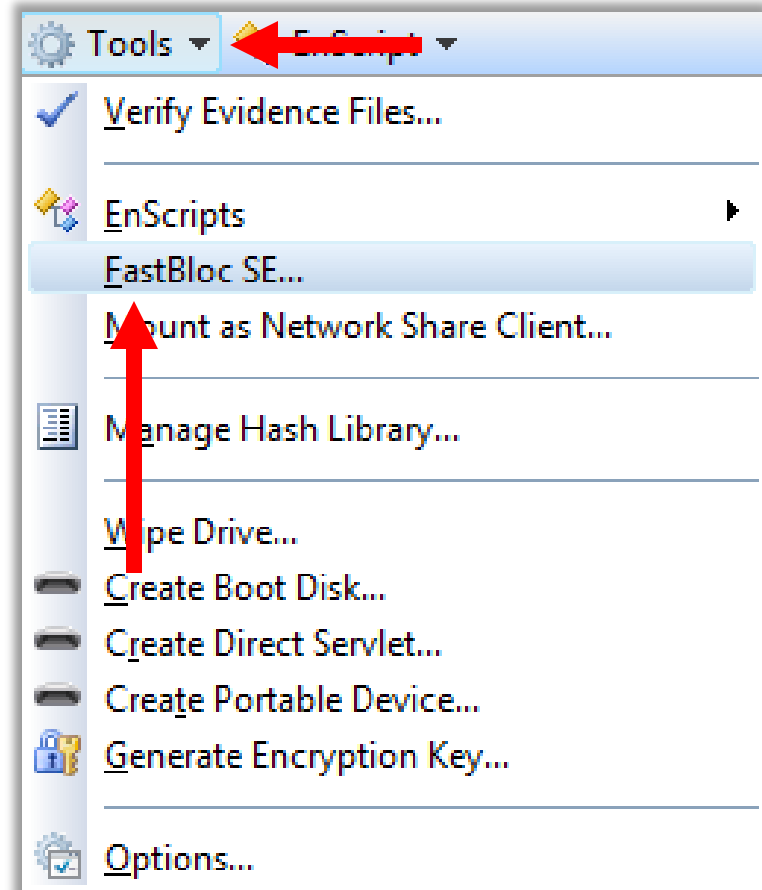 Tools EnScript
Verify Evidence Files...
EnScripts
FastBloc SE...
Mount as Network Share Client...
Manage Hash Library...
Wipe Drive...
Create Boot Disk...
Create Direct Servlet...
Create Portable Device...
Generate Encryption Key...
Options...